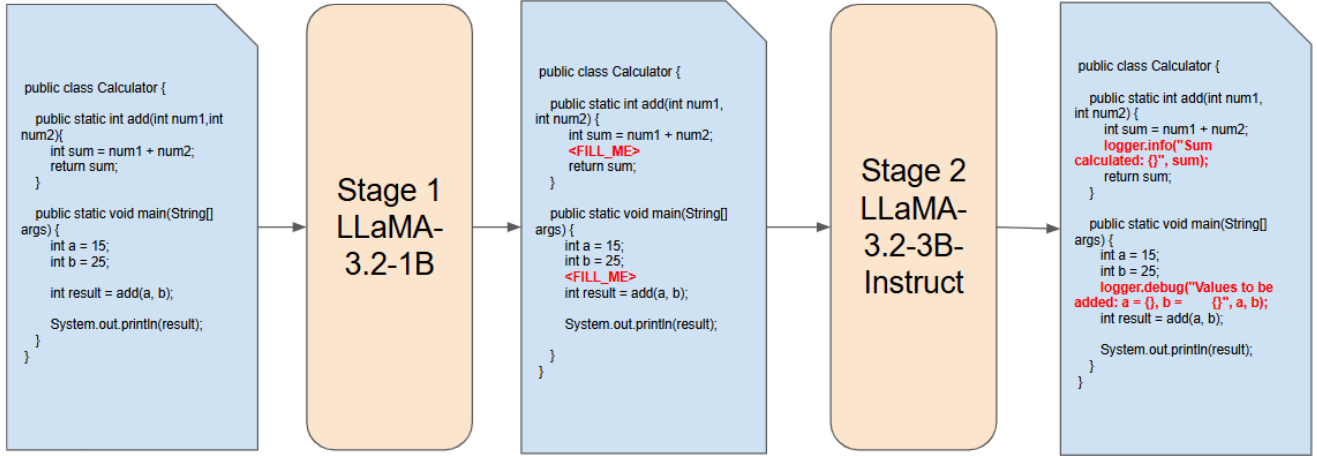 public class Calculator {
public static int add(int num1,int
num2){
int sum = num1 + num2;
return sum;
}
public static void main(String[]
args) {
int a = 15;
int b = 25;
int result = add(a, b);
System.out.println(result);
}
}
Stage 1
LLaMA-
3.2-1B
public class Calculator {
public static int add(int num1,
int num2) {
int sum = num1 + num2;
<FILL_ME>
return sum;
}
public static void main(String[]
args) {
int a = 15;
int b = 25;
<FILL_ME>
int result = add(a, b);
System.out.println(result);
}
}
Stage 2
LLaMA-
3.2-3B-
Instruct
public class Calculator {
public static int add(int num1,
int num2) {
int sum = num1 + num2;
logger.info("Sum
calculated: {}", sum);
return sum;
}
public static void main(String[]
args) {
int a = 15;
int b = 25;
logger.debug("Values to be
added: a = {}, b = {}", a, b);
int result = add(a, b);
System.out.println(result);
}
}